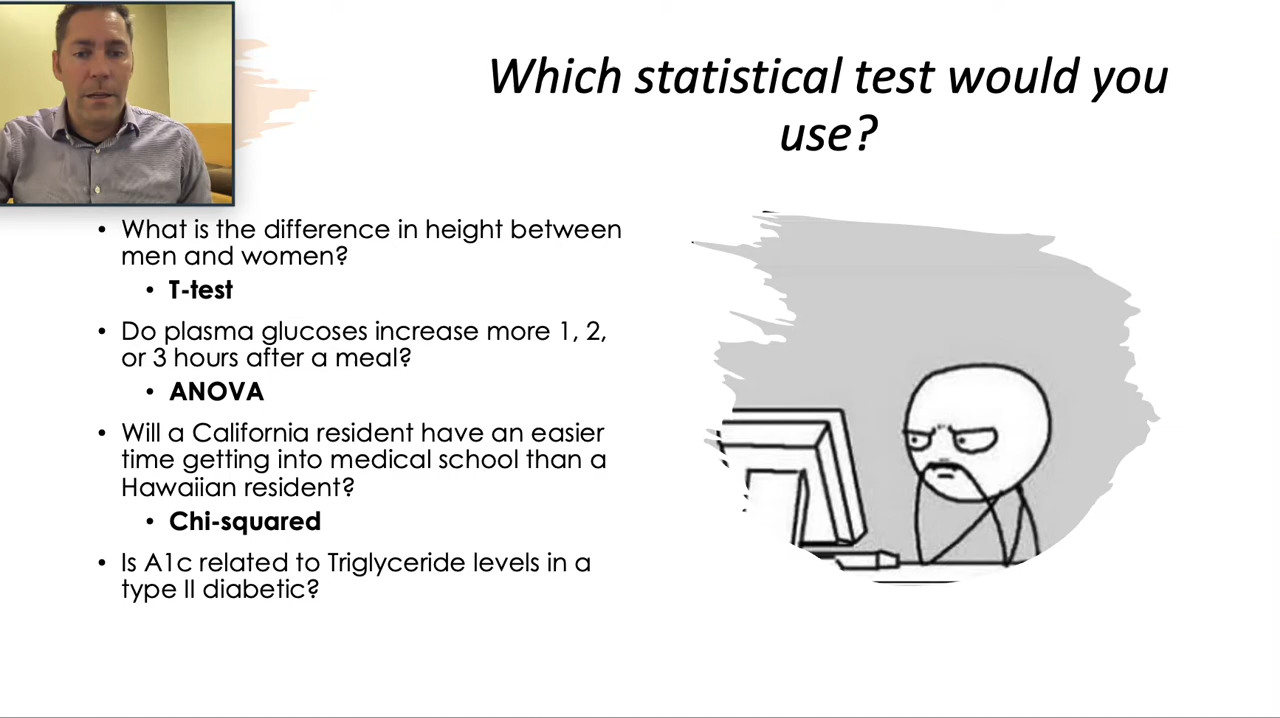 Which statistical test would you
use?
• What is the difference in height between
men and women?
• T-test
• Do plasma glucoses increase more 1, 2,
or 3 hours after a meal?
• ANOVA
• Will a California resident have an easier
time getting into medical school than a
Hawaiian resident?
• Chi-squared
• Is A1c related to Triglyceride levels in a
type II diabetic?